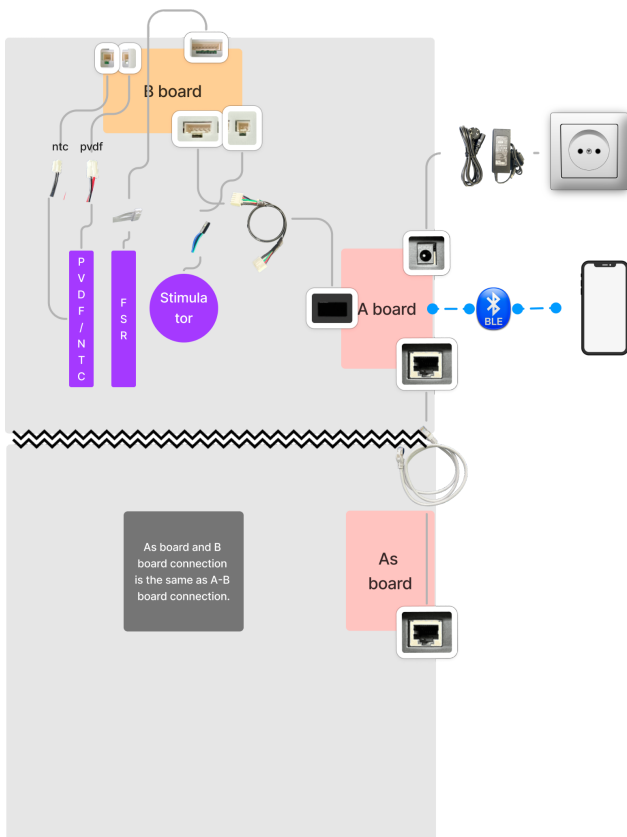 B board
ntc
pvdf
P
V
D
F
/
N
T
C
F
S
R
Stimula
tor
A board
BLE
As board and B
board connection
is the same as A-B
board connection.
As
board